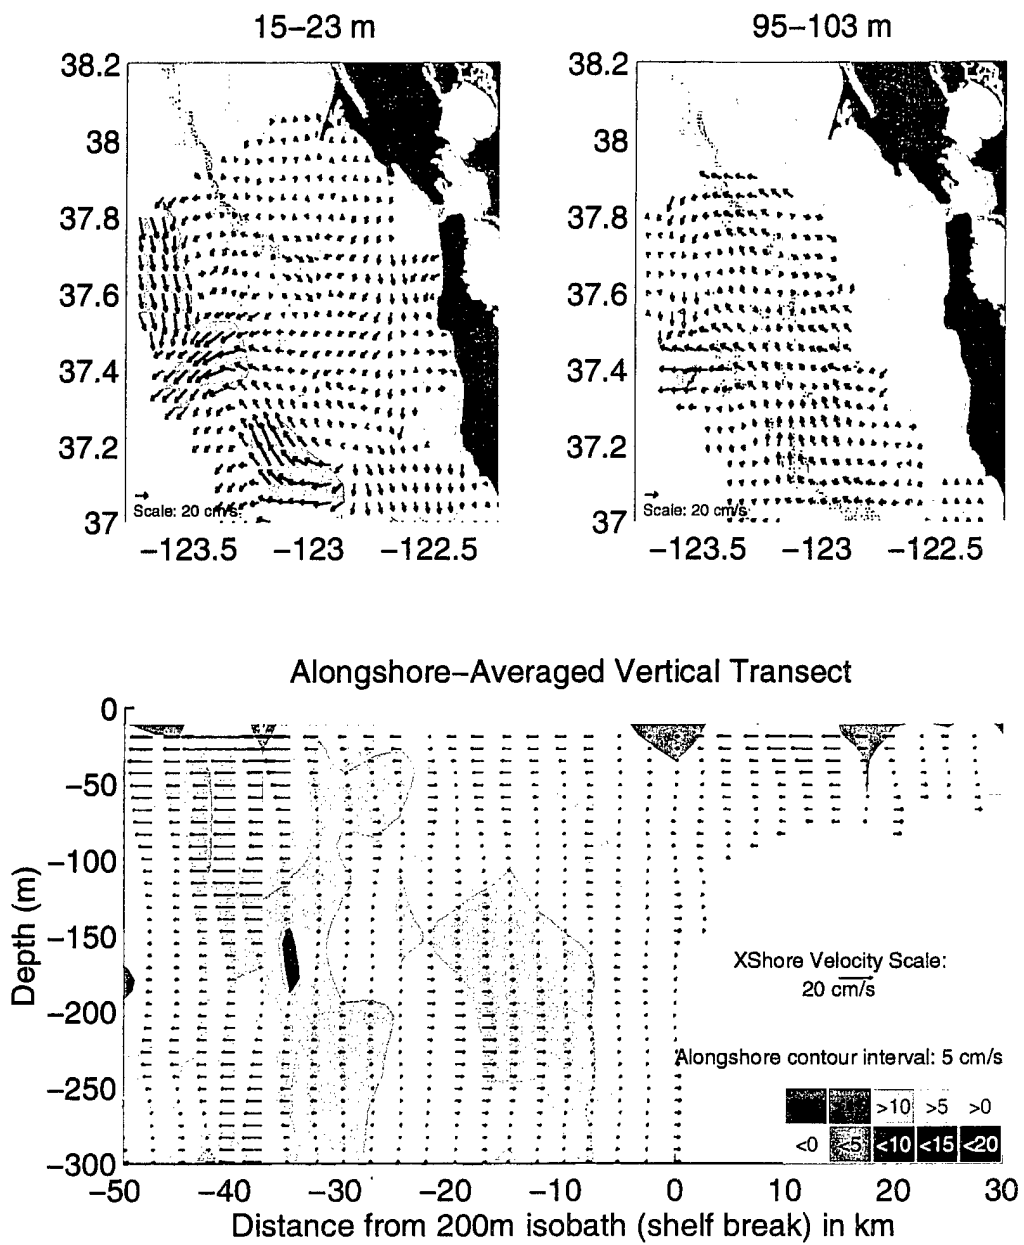 15–23 m
95–103 m
38.2
38
37.8
37.6
37.4
37.2
37
Scale: 20 cm/s
−123.5 −123 −122.5
38.2
38
37.8
37.6
37.4
37.2
37
Scale: 20 cm/s
−123.5 −123 −122.5
Alongshore–Averaged Vertical Transect
0
−50
−100
−150
−200
−250
−300
Depth (m)
XShore Velocity Scale:
20 cm/s
Alongshore contour interval: 5 cm/s
>10 >5 >0
<0 <5 <10 <15 <20
−50 −40 −30 −20 −10 0 10 20 30
Distance from 200m isobath (shelf break) in km